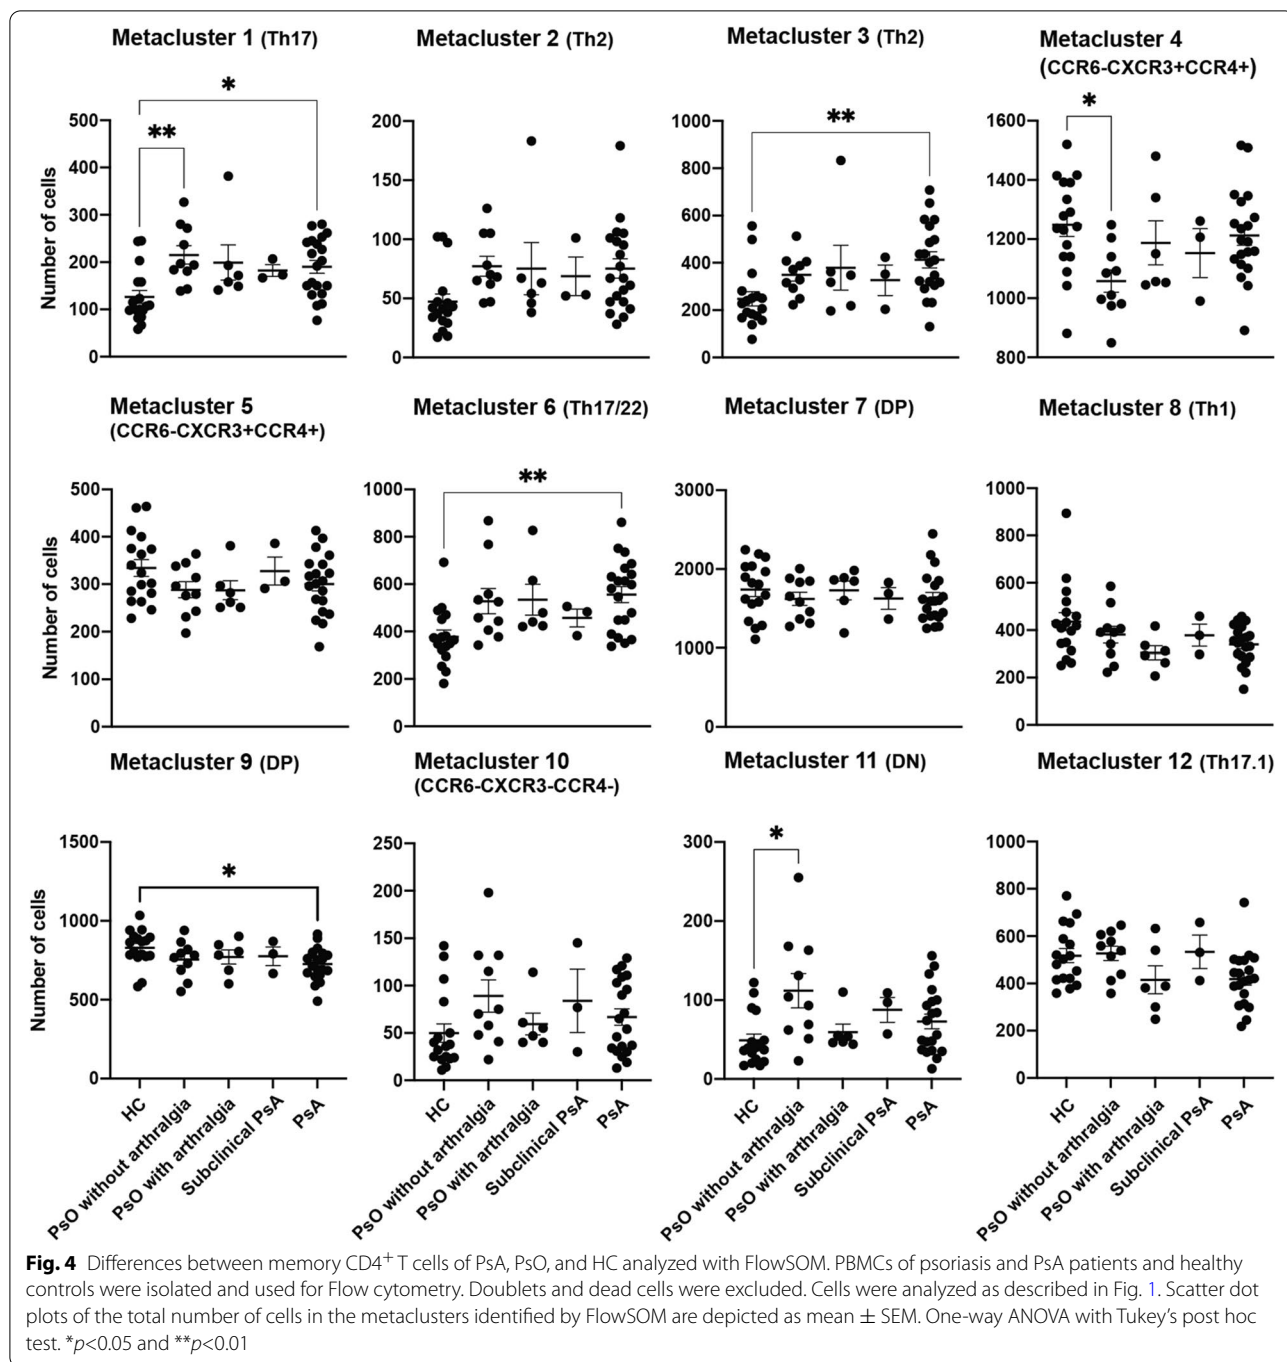 Metacluster 1 (Th17)
Metacluster 2 (Th2)
Metacluster 3 (Th2)
Metacluster 4
(CCR6-CXCR3+CCR4+)
Number of cells
500
400
300
200
100
0
**
*
200
150
100
50
0
1000
800
600
400
200
0
**
1600
1400
1200
1000
800
*
Metacluster 5
(CCR6-CXCR3+CCR4+)
Metacluster 6 (Th17/22)
Metacluster 7 (DP)
Metacluster 8 (Th1)
Number of cells
500
400
300
200
100
0
1000
800
600
400
200
0
**
3000
2000
1000
0
1000
800
600
400
200
0
Metacluster 9 (DP)
Metacluster 10
(CCR6-CXCR3-CCR4-)
Metacluster 11 (DN)
Metacluster 12 (Th17.1)
Number of cells
1500
1000
500
0
*
250
200
150
100
50
0
300
200
100
0
*
1000
800
600
400
200
0
HC
PsO without arthralgia
PsO with arthralgia
Subclinical PsA
PsA
HC
PsO without arthralgia
PsO with arthralgia
Subclinical PsA
PsA
HC
PsO without arthralgia
PsO with arthralgia
Subclinical PsA
PsA
HC
PsO without arthralgia
PsO with arthralgia
Subclinical PsA
PsA
Fig. 4 Differences between memory CD4+ T cells of PsA, PsO, and HC analyzed with FlowSOM. PBMCs of psoriasis and PsA patients and healthy
controls were isolated and used for Flow cytometry. Doublets and dead cells were excluded. Cells were analyzed as described in Fig. 1. Scatter dot
plots of the total number of cells in the metaclusters identified by FlowSOM are depicted as mean ± SEM. One-way ANOVA with Tukey's post hoc
test. *p<0.05 and **p<0.01